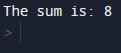 The sum is: 8
>